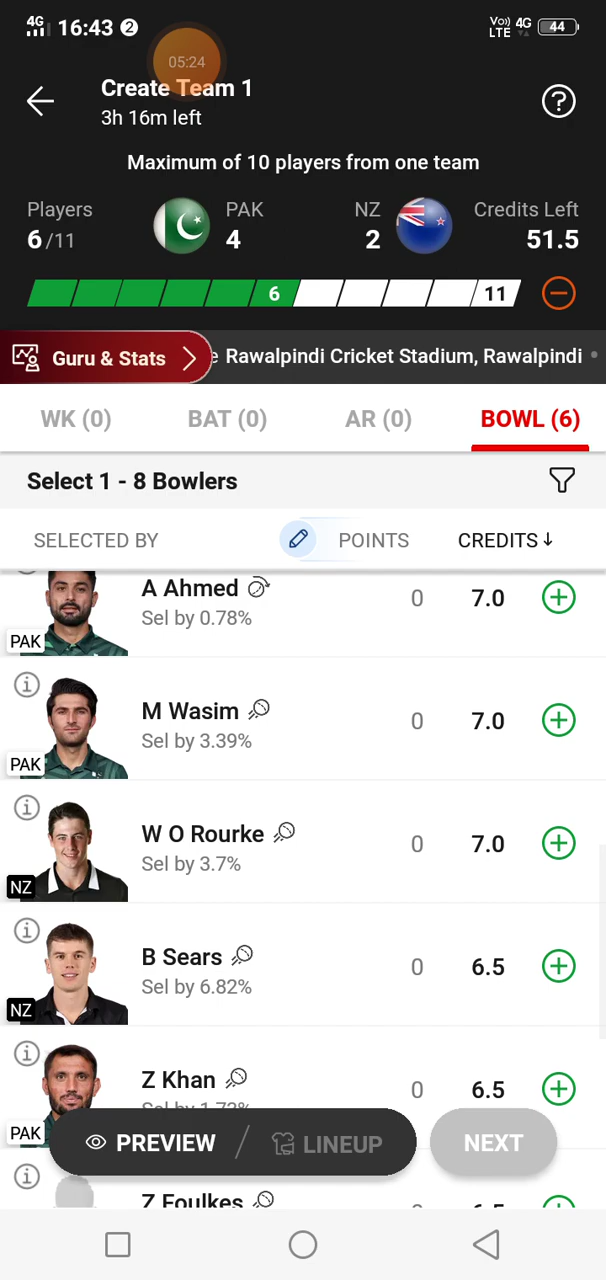 4G 16:43 2
Vo)) LTE 4G 44
05:24
Create Team 1
3h 16m left
Maximum of 10 players from one team
Players PAK NZ Credits Left
6/11 4 2 51.5
6 11
Guru & Stats
Rawalpindi Cricket Stadium, Rawalpindi
WK (0) BAT (0) AR (0) BOWL (6)
Select 1 - 8 Bowlers
SELECTED BY POINTS CREDITS↓
A Ahmed
Sel by 0.78%
0 7.0
PAK
M Wasim
Sel by 3.39%
0 7.0
PAK
W O Rourke
Sel by 3.7%
0 7.0
NZ
B Sears
Sel by 6.82%
0 6.5
NZ
Z Khan
Sel by 1.72%
0 6.5
PAK
PREVIEW / LINEUP NEXT
Z Foulkes